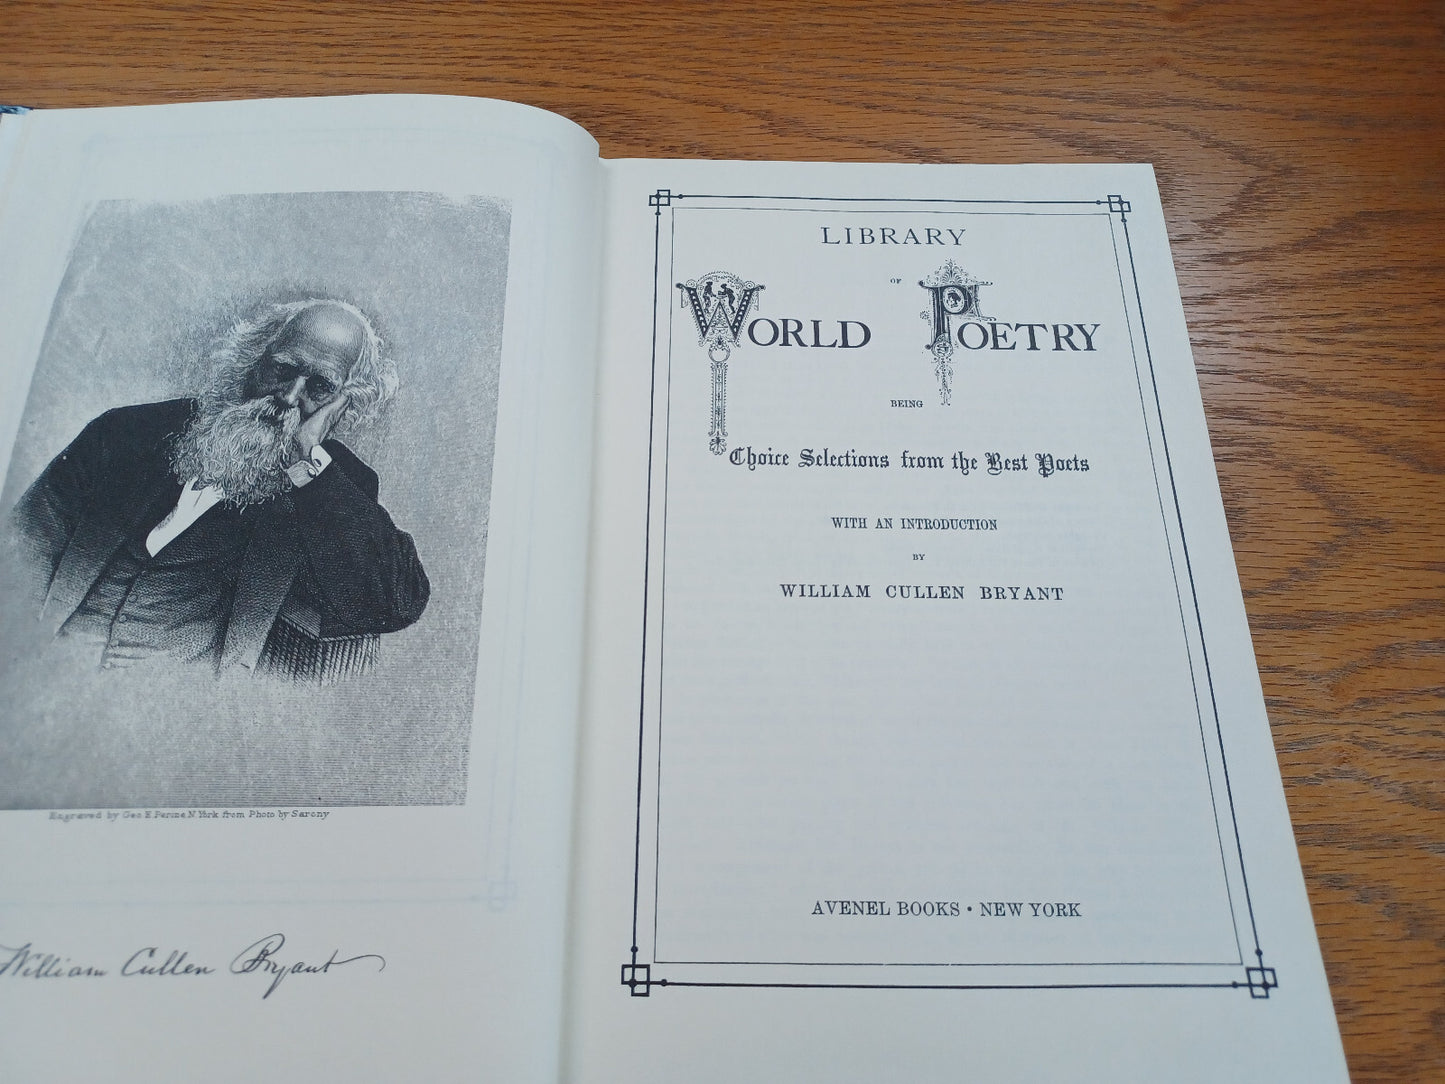 Engraved by Geo E Perine N. York from Photo by Sarony
William Cullen Bryant
LIBRARY
OF
WORLD POETRY
BEING
Choice Selections from the Best Poets
WITH AN INTRODUCTION
BY
WILLIAM CULLEN BRYANT
AVENEL BOOKS • NEW YORK